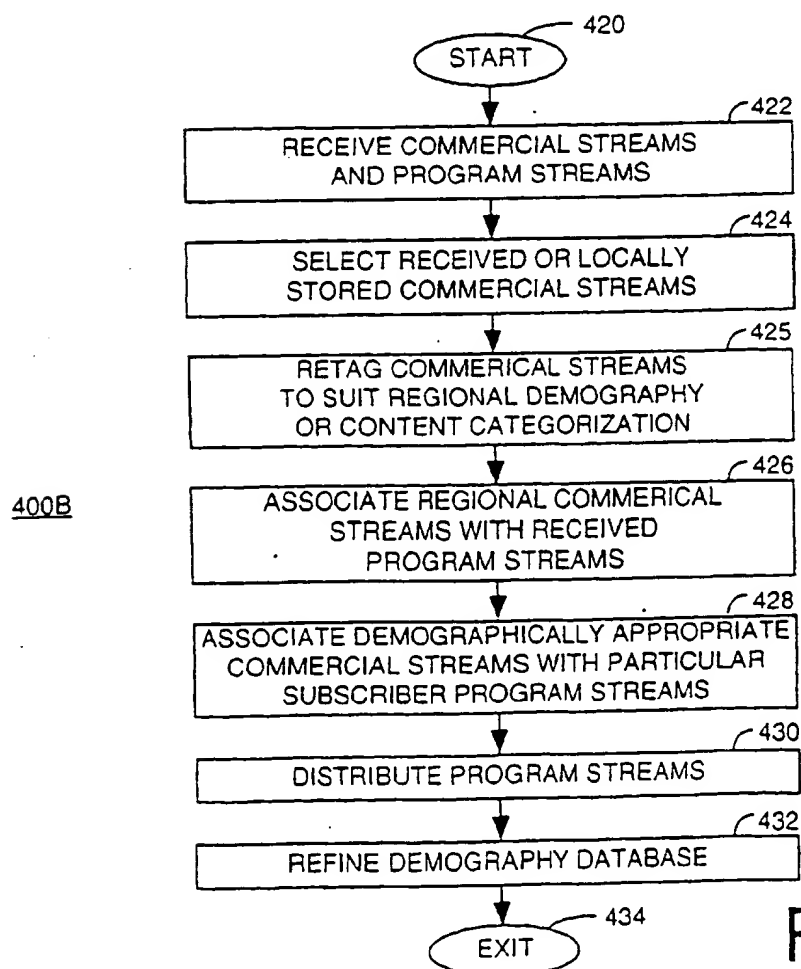 420
START
422
RECEIVE COMMERCIAL STREAMS
AND PROGRAM STREAMS
424
SELECT RECEIVED OR LOCALLY
STORED COMMERCIAL STREAMS
425
RETAG COMMERICAL STREAMS
TO SUIT REGIONAL DEMOGRAPHY
OR CONTENT CATEGORIZATION
426
400B
ASSOCIATE REGIONAL COMMERICAL
STREAMS WITH RECEIVED
PROGRAM STREAMS
428
ASSOCIATE DEMOGRAPHICALLY APPROPRIATE
COMMERCIAL STREAMS WITH PARTICULAR
SUBSCRIBER PROGRAM STREAMS
430
DISTRIBUTE PROGRAM STREAMS
432
REFINE DEMOGRAPHY DATABASE
434
EXIT